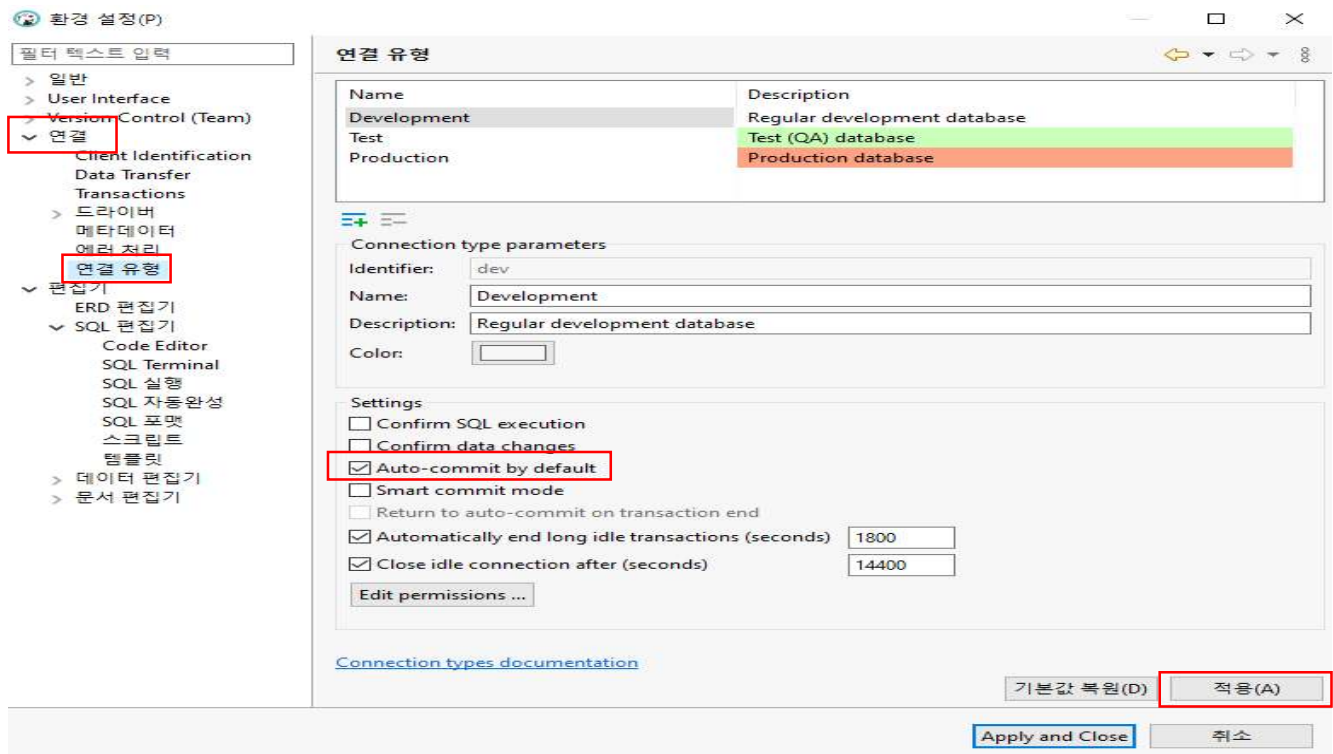 환경 설정(P)
필터 텍스트 입력
일반
User Interface
Version Control (Team)
연결
Client Identification
Data Transfer
Transactions
드라이버
메타데이터
에러 처리
연결 유형
편집기
ERD 편집기
SQL 편집기
Code Editor
SQL Terminal
SQL 실행
SQL 자동완성
SQL 포맷
스크립트
템플릿
데이터 편집기
문서 편집기
연결 유형
Name Description
Development Regular development database
Test Test (QA) database
Production Production database
Connection type parameters
Identifier: dev
Name: Development
Description: Regular development database
Color:
Settings
Confirm SQL execution
Confirm data changes
Auto-commit by default
Smart commit mode
Return to auto-commit on transaction end
Automatically end long idle transactions (seconds) 1800
Close idle connection after (seconds) 14400
Edit permissions ...
Connection types documentation
기본값 복원(D) 적용(A)
Apply and Close 취소